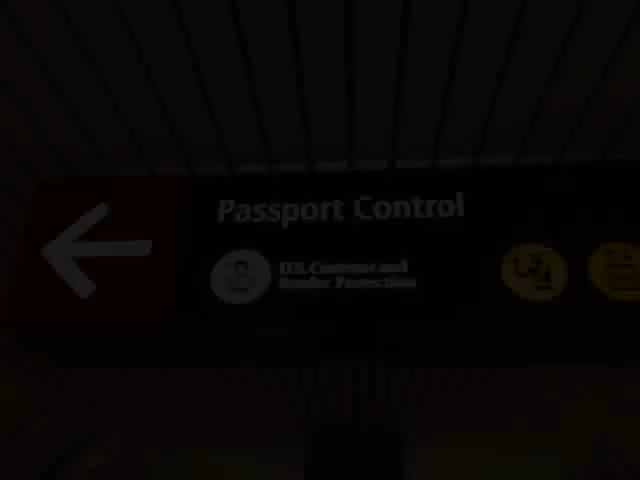 Passport Control
U.S. Customs and
Border Protection